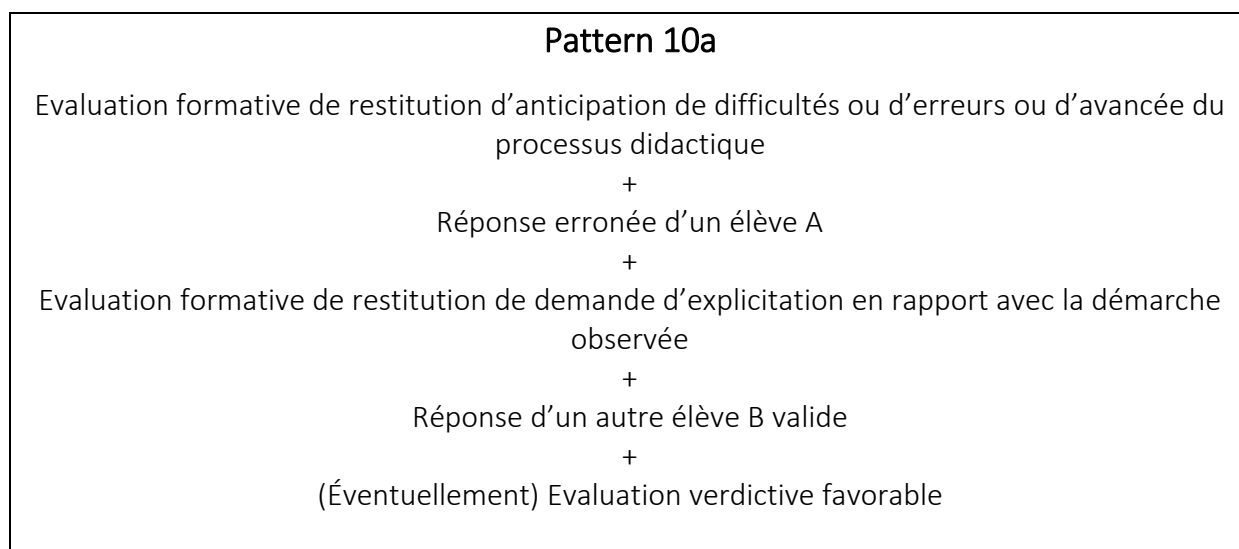 Pattern 10a
Evaluation formative de restitution d’anticipation de difficultés ou d’erreurs ou d’avancée du
processus didactique
+
Réponse erronée d’un élève A
+
Evaluation formative de restitution de demande d’explicitation en rapport avec la démarche
observée
+
Réponse d’un autre élève B valide
+
(Éventuellement) Evaluation verdictive favorable